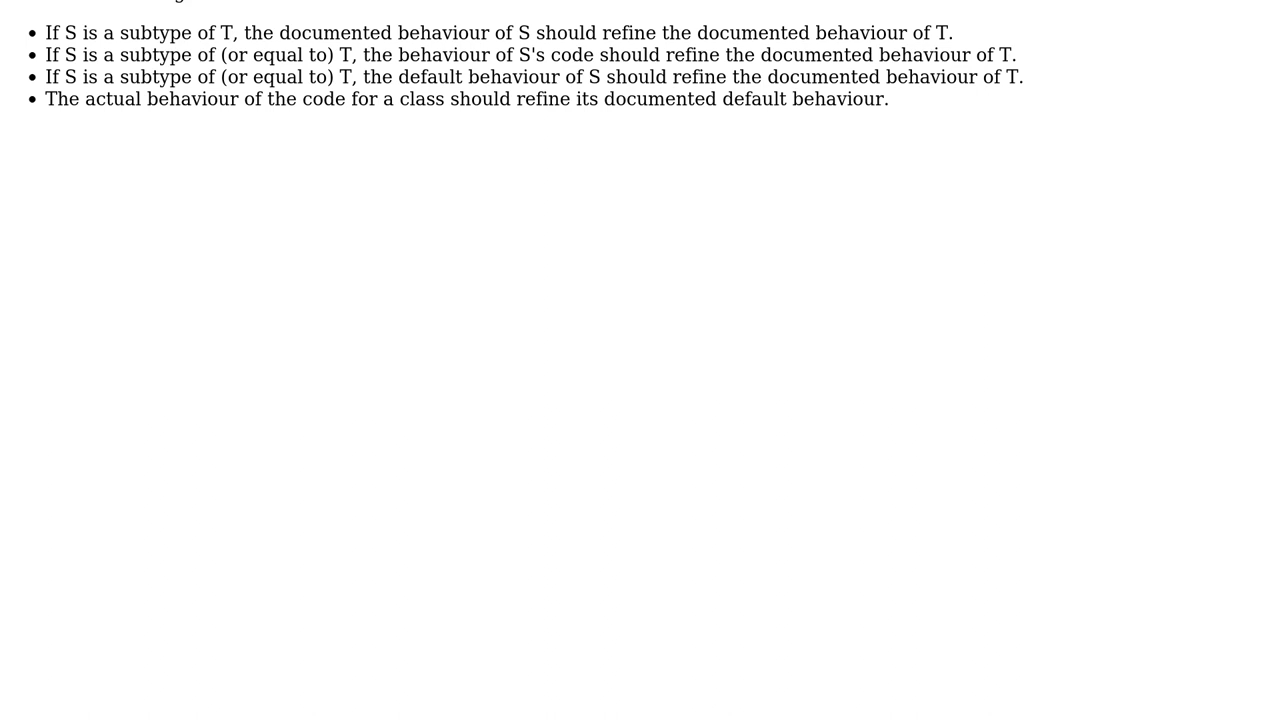 • If S is a subtype of T, the documented behaviour of S should refine the documented behaviour of T.
• If S is a subtype of (or equal to) T, the behaviour of S's code should refine the documented behaviour of T.
• If S is a subtype of (or equal to) T, the default behaviour of S should refine the documented behaviour of T.
• The actual behaviour of the code for a class should refine its documented default behaviour.